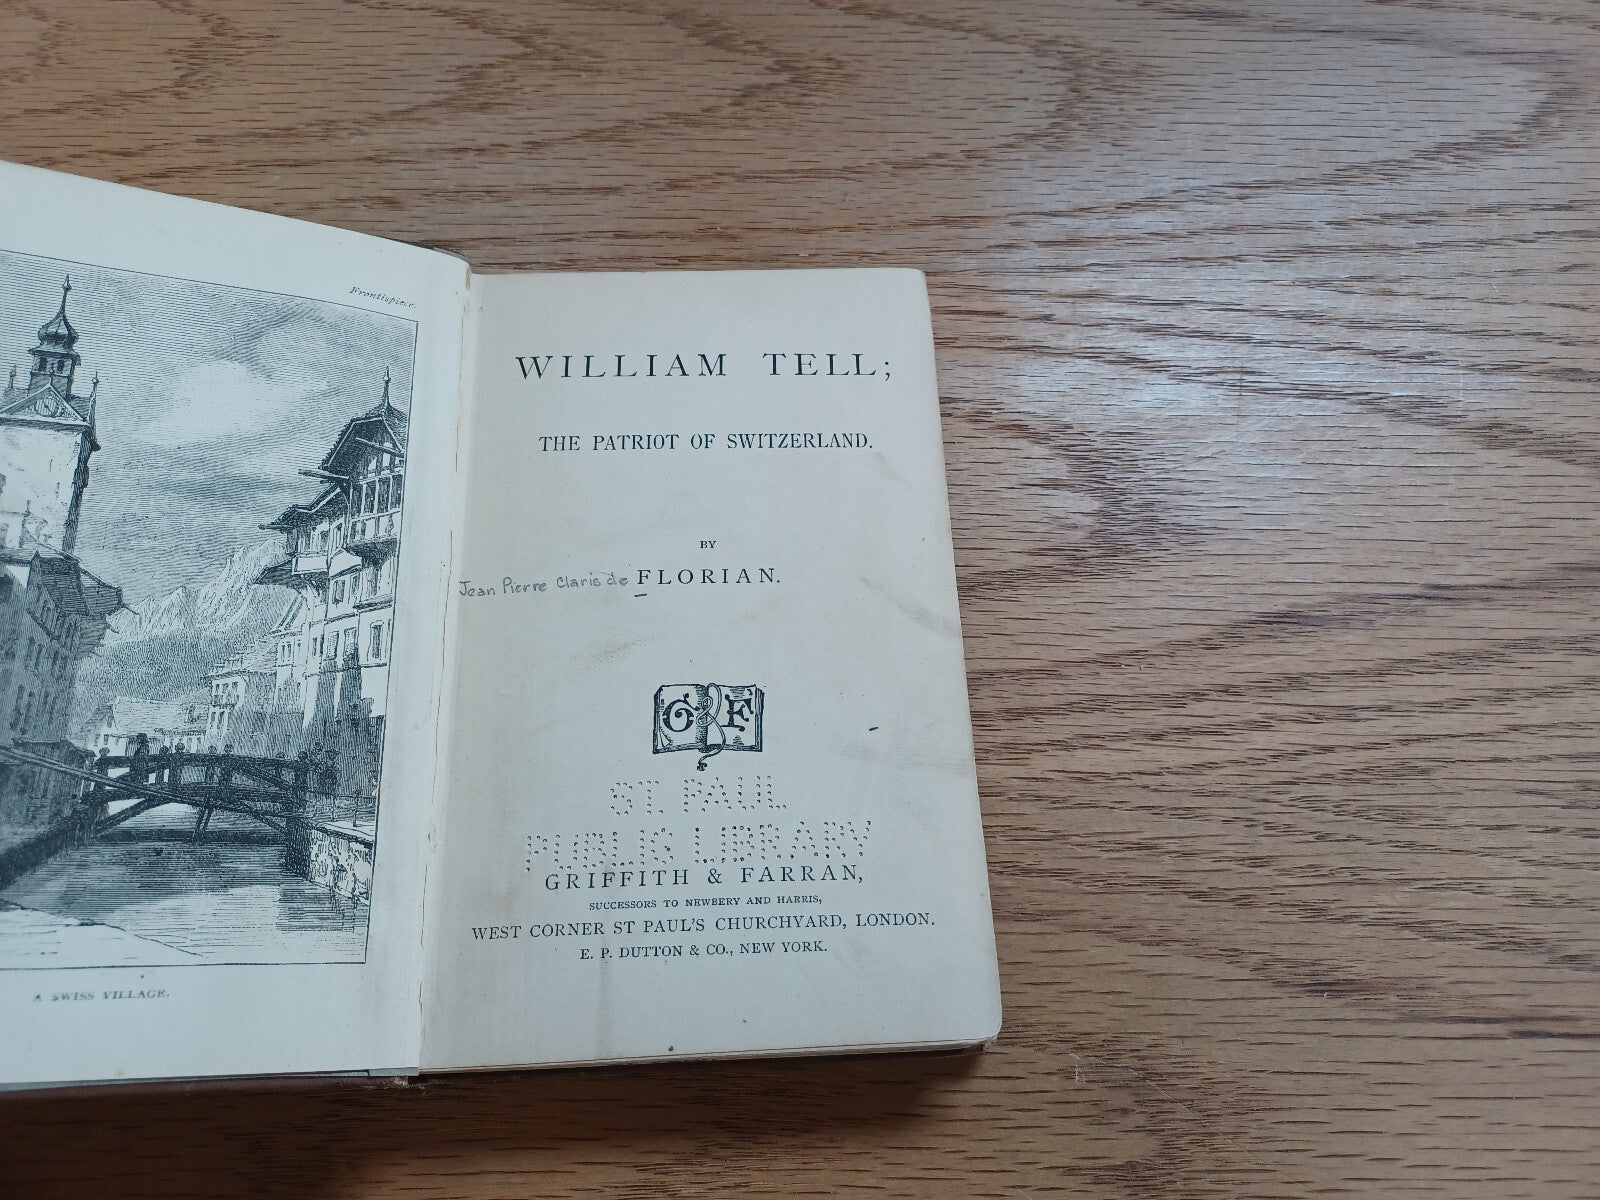 Frontispiece.
A SWISS VILLAGE.
WILLIAM TELL;
THE PATRIOT OF SWITZERLAND.
BY
Jean Pierre Claris de FLORIAN.
G & F
ST. PAUL
PUBLIC LIBRARY
GRIFFITH & FARRAN,
SUCCESSORS TO NEWBERY AND HARRIS,
WEST CORNER ST PAUL'S CHURCHYARD, LONDON.
E. P. DUTTON & CO., NEW YORK.